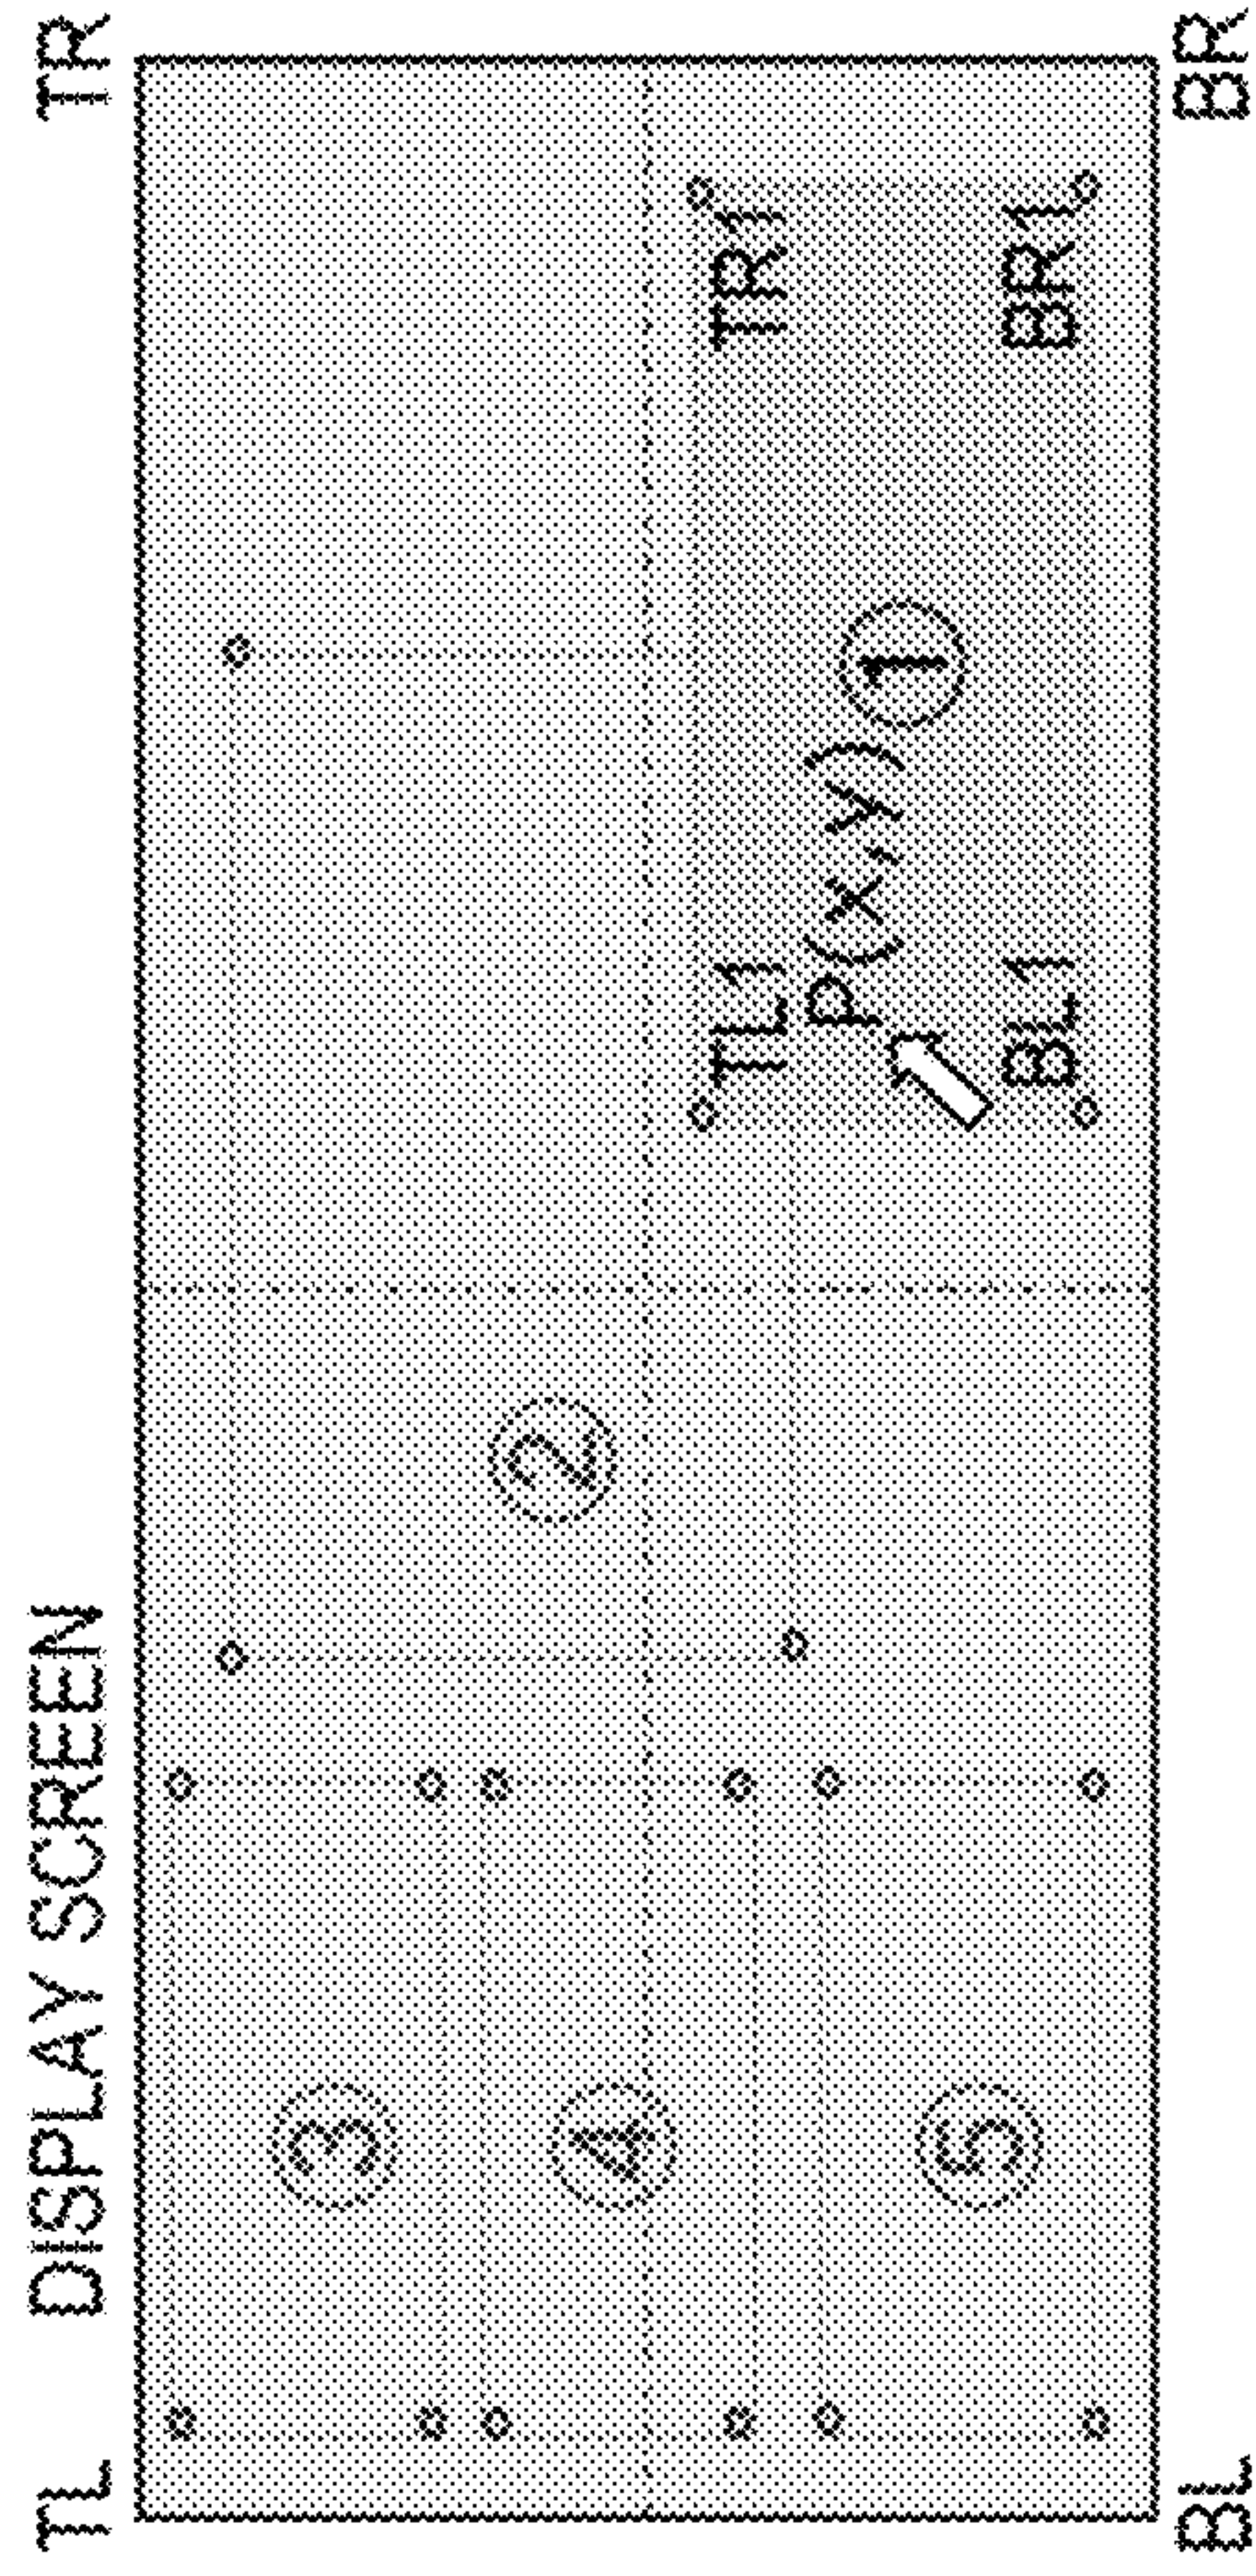 TL DISPLAY SCREEN TR
3
2
4
TL1 TR1
P(x,y) 1
5
BL1 BR1
BL BR